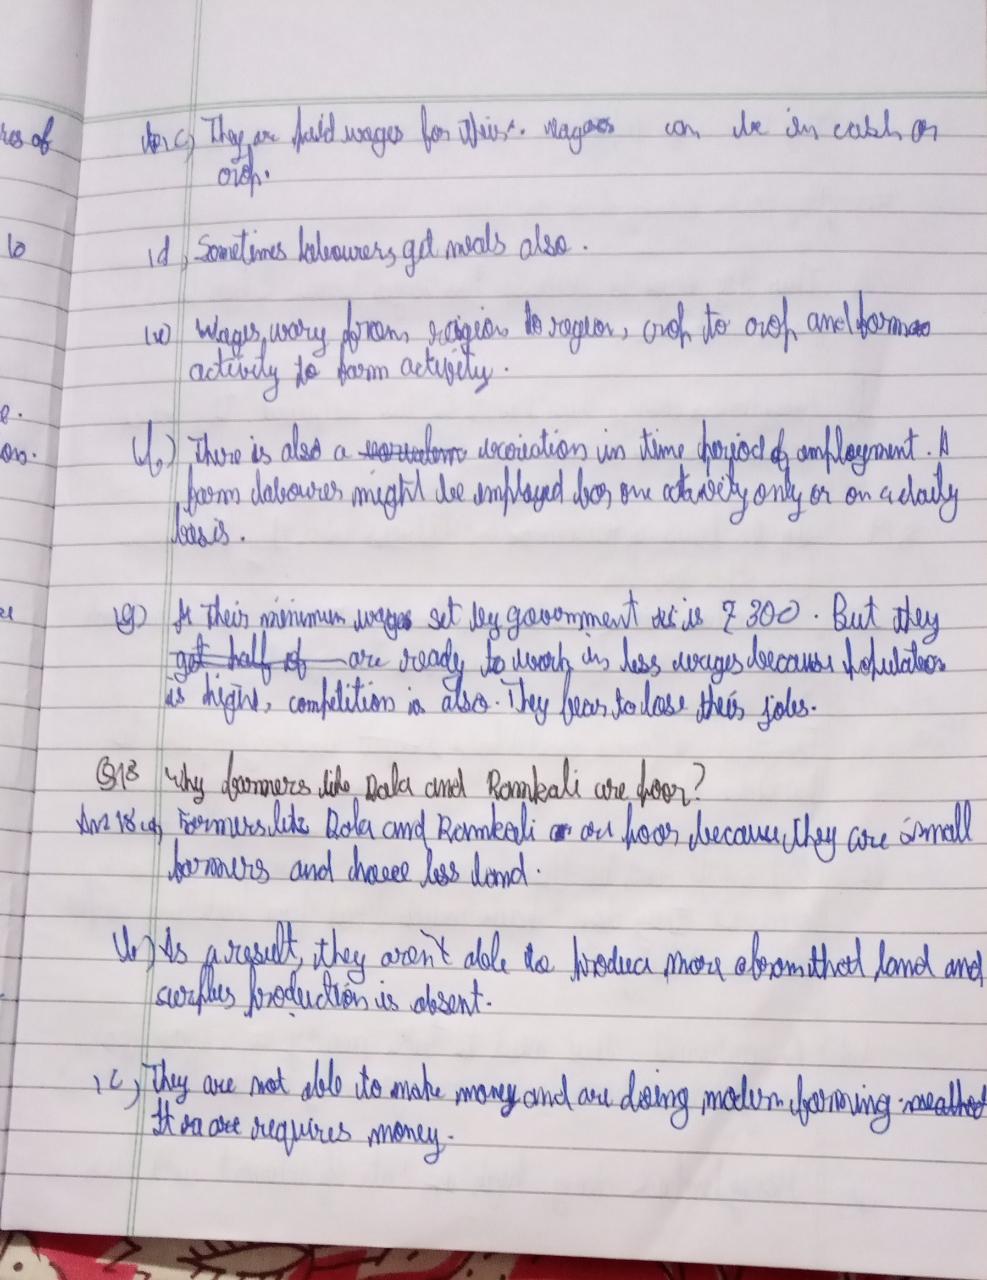 res of
c) They are paid wages for this. wages can be in cash or
crop.
to
d) Sometimes labourers get meals also.
e) Wages vary from region to region, crop to crop and farm
activity to farm activity.
e.
on.
f) There is also a variation in time period of employment. A
farm labourer might be employed for one activity only or on a daily
basis.
g) Their minimum wages set by government is ₹ 300. But they
got half of are ready to work in less wages because population
is high, competition is also. They fear to lose their jobs.
Q18 Why farmers like Dala and Ramkali are poor?
Ans 18 a) Farmers like Dala and Ramkali are poor because they are small
farmers and have less land.
b) As a result, they aren't able to produce more from that land and
surplus production is absent.
c) They are not able to make money and are doing modern farming
It requires money.